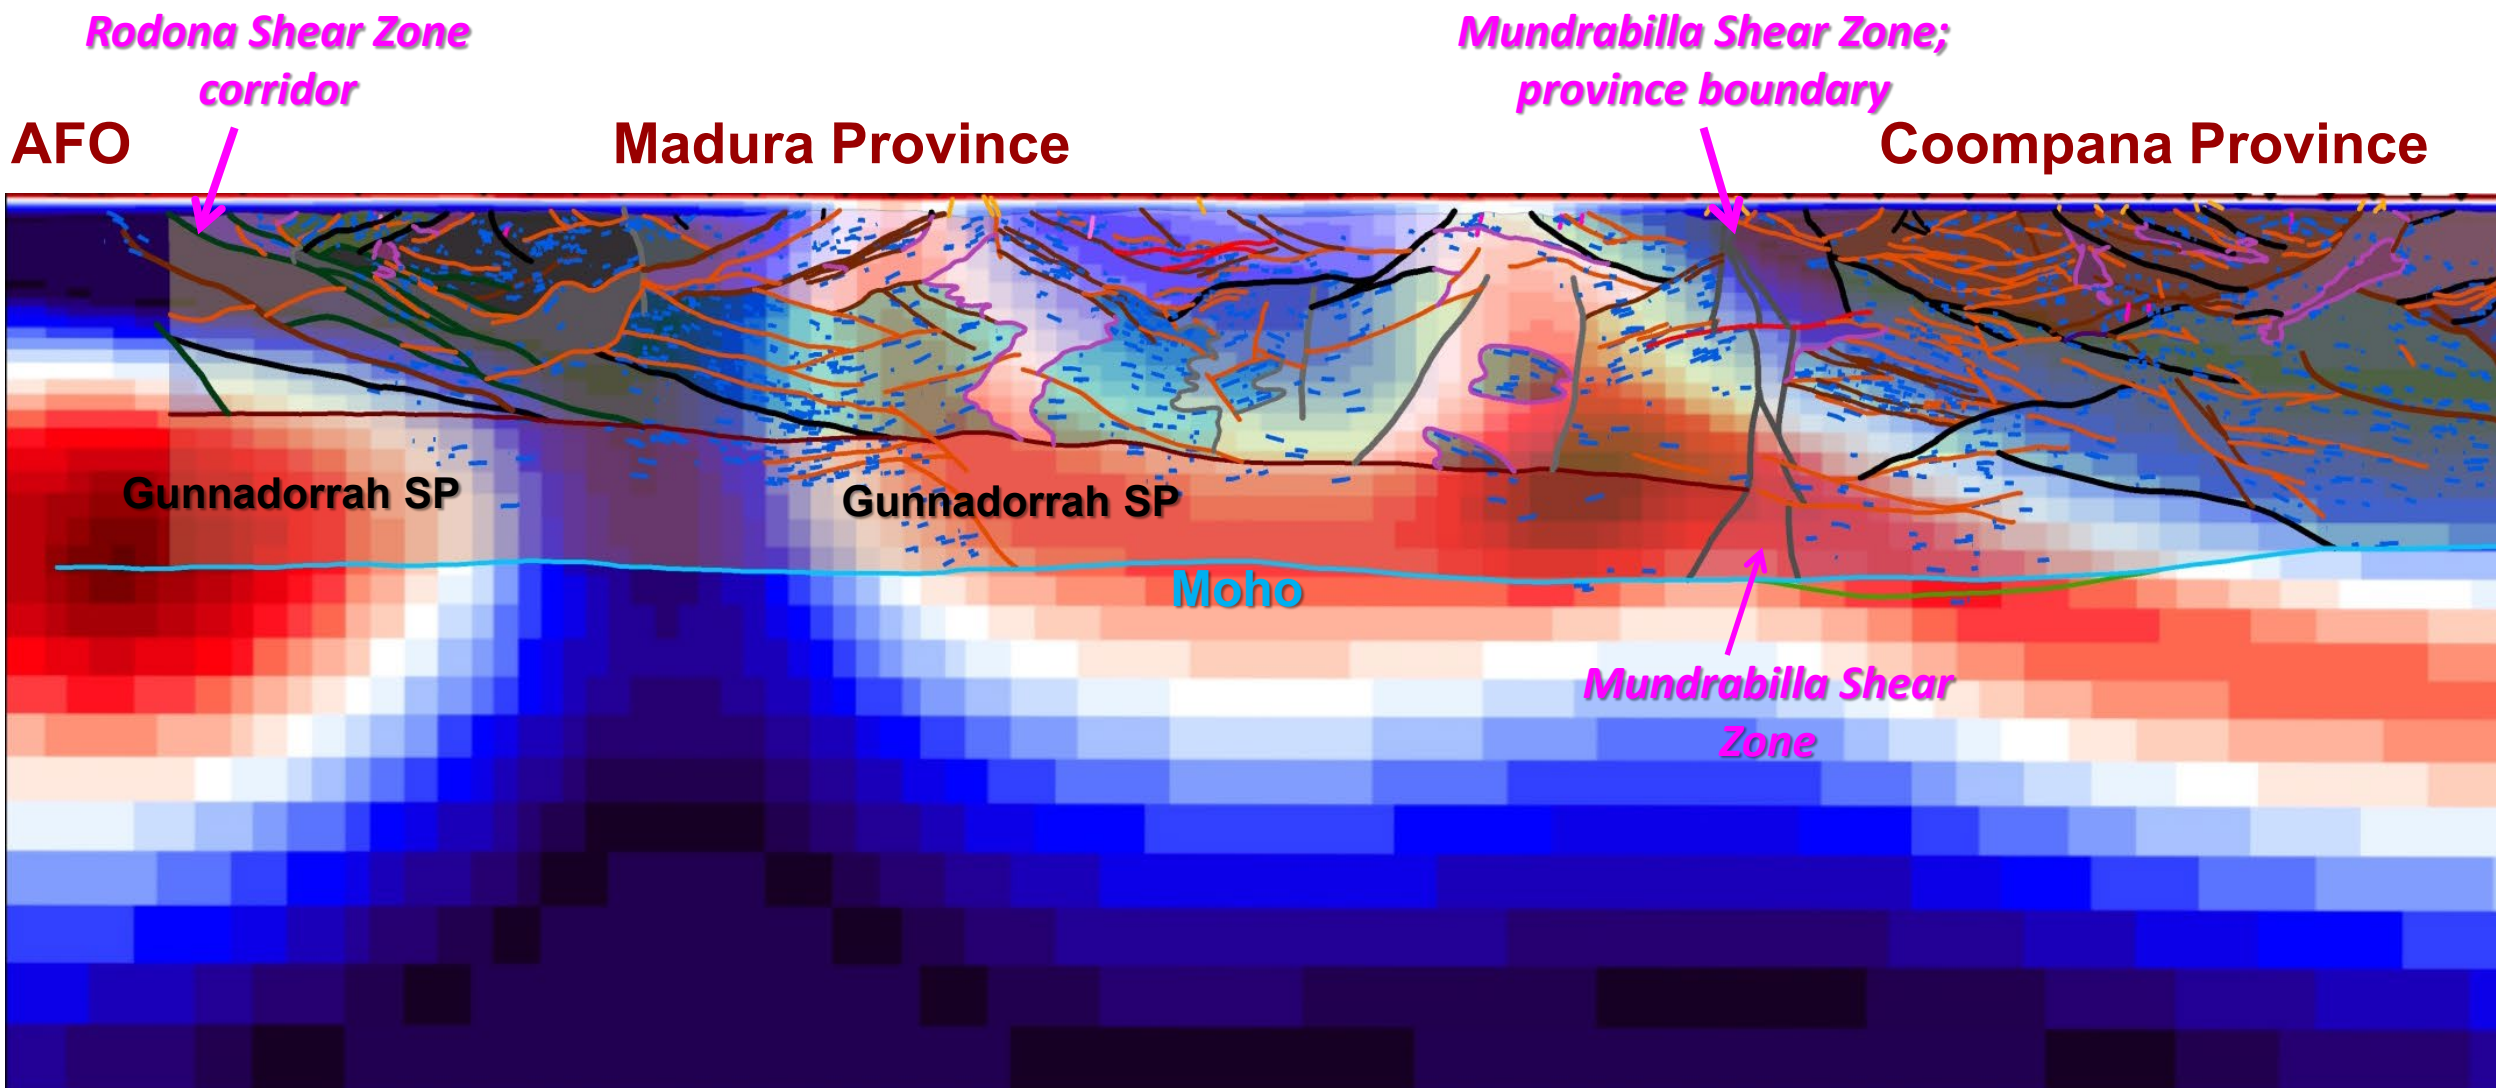 Rodona Shear Zone
corridor
Mundrabilla Shear Zone;
province boundary
AFO
Madura Province
Coompana Province
Gunnadorrah SP
Gunnadorrah SP
Moho
Mundrabilla Shear
Zone